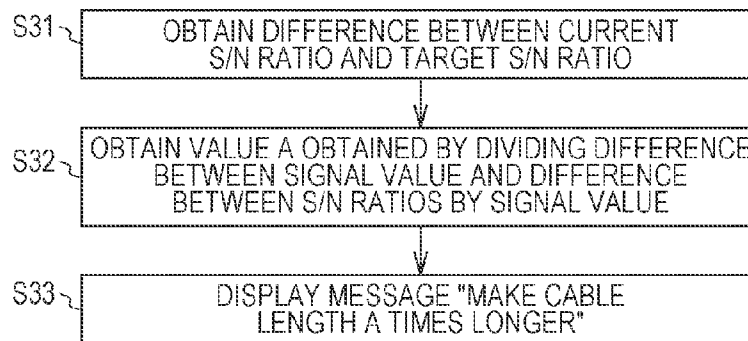 S31
OBTAIN DIFFERENCE BETWEEN CURRENT
S/N RATIO AND TARGET S/N RATIO
S32
OBTAIN VALUE A OBTAINED BY DIVIDING DIFFERENCE
BETWEEN SIGNAL VALUE AND DIFFERENCE
BETWEEN S/N RATIOS BY SIGNAL VALUE
S33
DISPLAY MESSAGE "MAKE CABLE
LENGTH A TIMES LONGER"